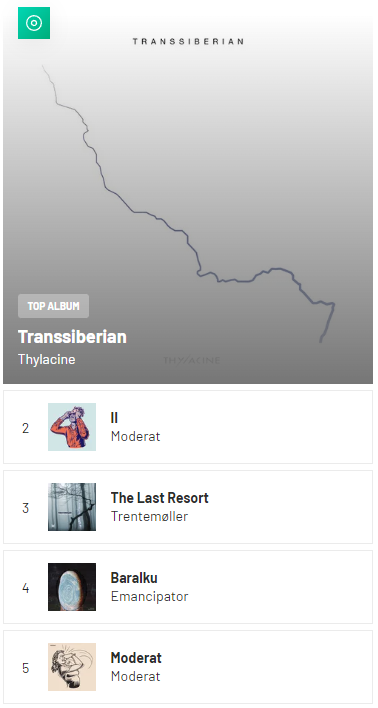 TRANSSIBERIAN
TOP ALBUM
Transsiberian
Thylacine
THYLACINE
2
II
Moderat
3
The Last Resort
Trentemøller
4
Baralku
Emancipator
5
Moderat
Moderat